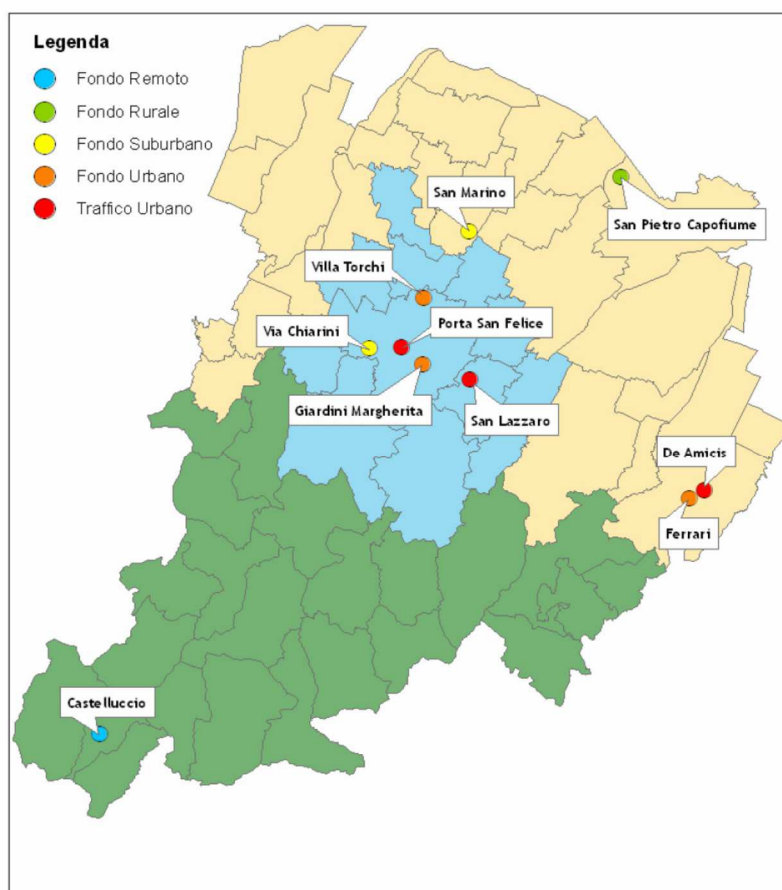 Legenda
Fondo Remoto
Fondo Rurale
Fondo Suburbano
Fondo Urbano
Traffico Urbano
San Marino
San Pietro Capofiume
Villa Torchi
Via Chiarini
Porta San Felice
Giardini Margherita
San Lazzaro
De Amicis
Ferrari
Castelluccio